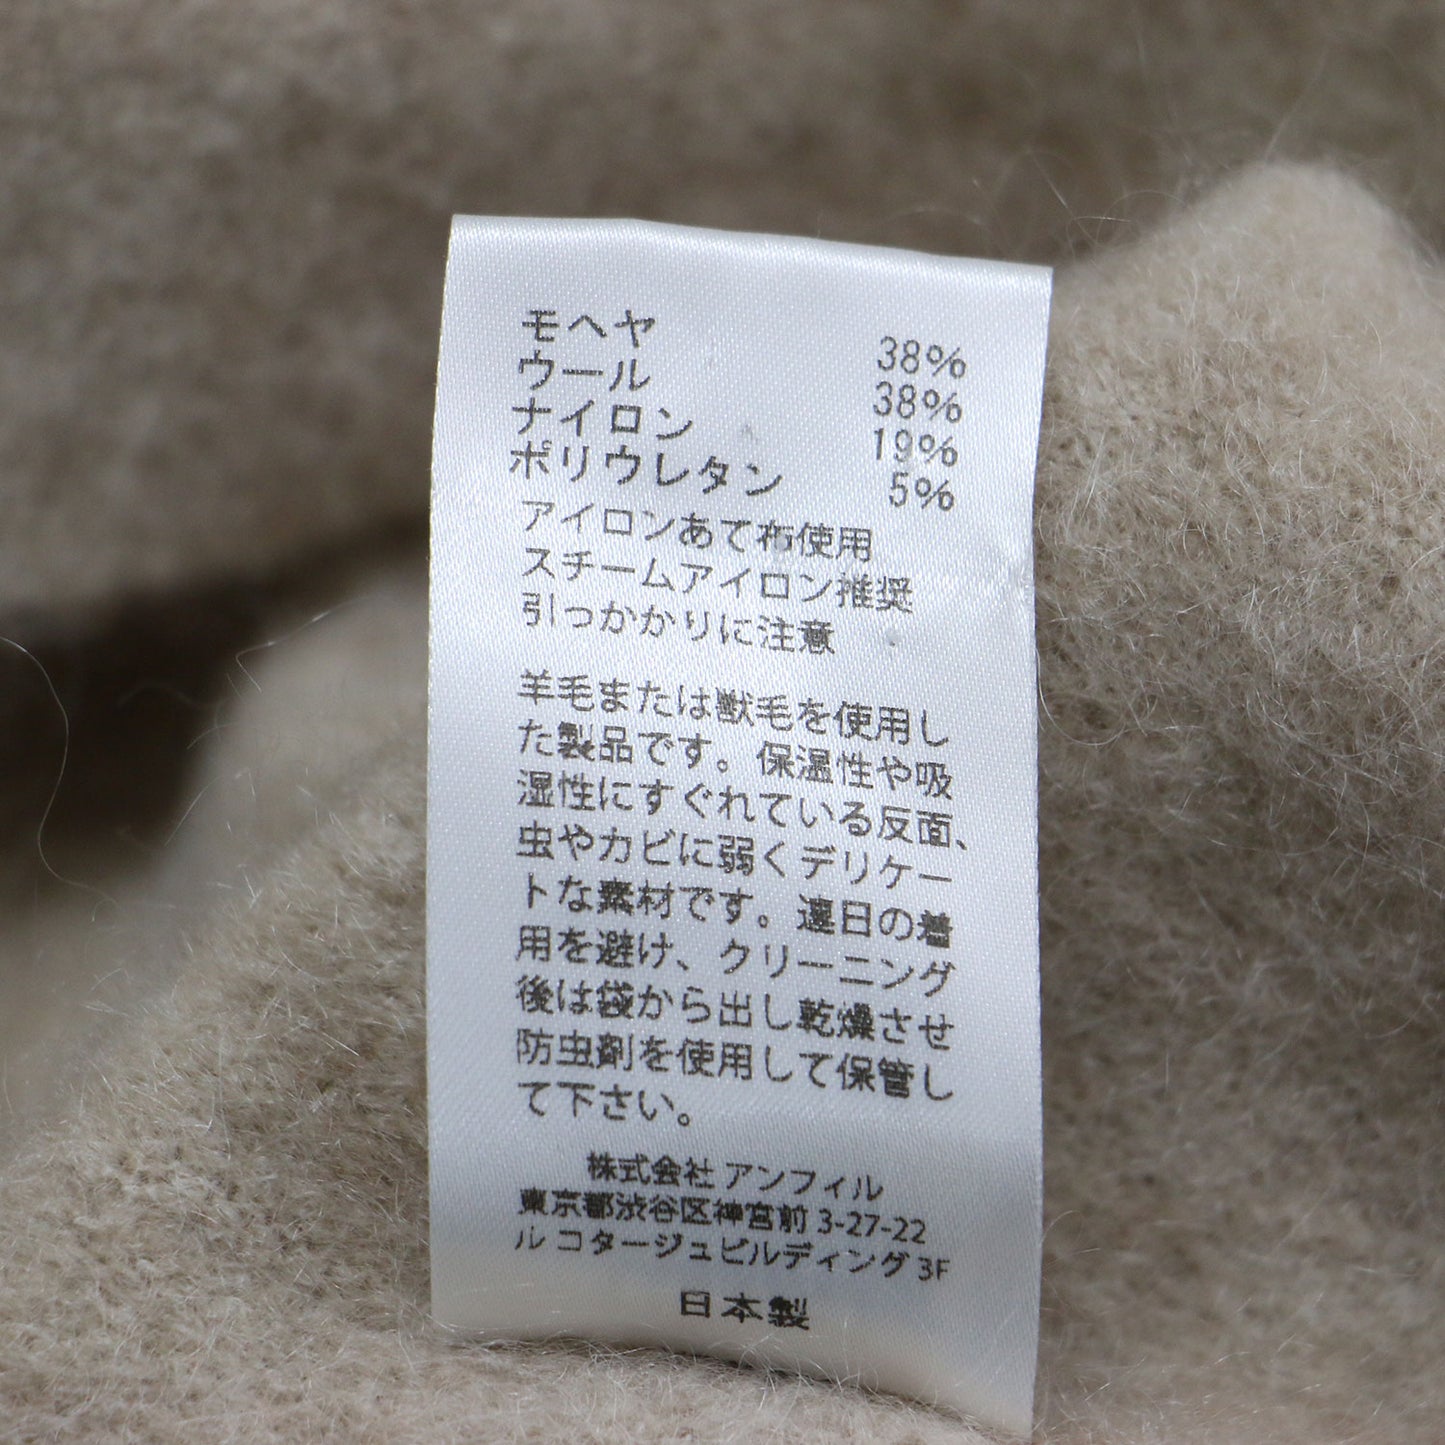 モヘヤ 38%
ウール 38%
ナイロン 19%
ポリウレタン 5%
アイロンあて布使用
スチームアイロン推奨
引っかかりに注意
羊毛または獣毛を使用し
た製品です。保温性や吸
湿性にすぐれている反面、
虫やカビに弱くデリケー
トな素材です。連日の着
用を避け、クリーニング
後は袋から出し乾燥させ
防虫剤を使用して保管し
て下さい。
株式会社 アンフィル
東京都渋谷区神宮前 3-27-22
ル コタージュビルディング 3F
日本製